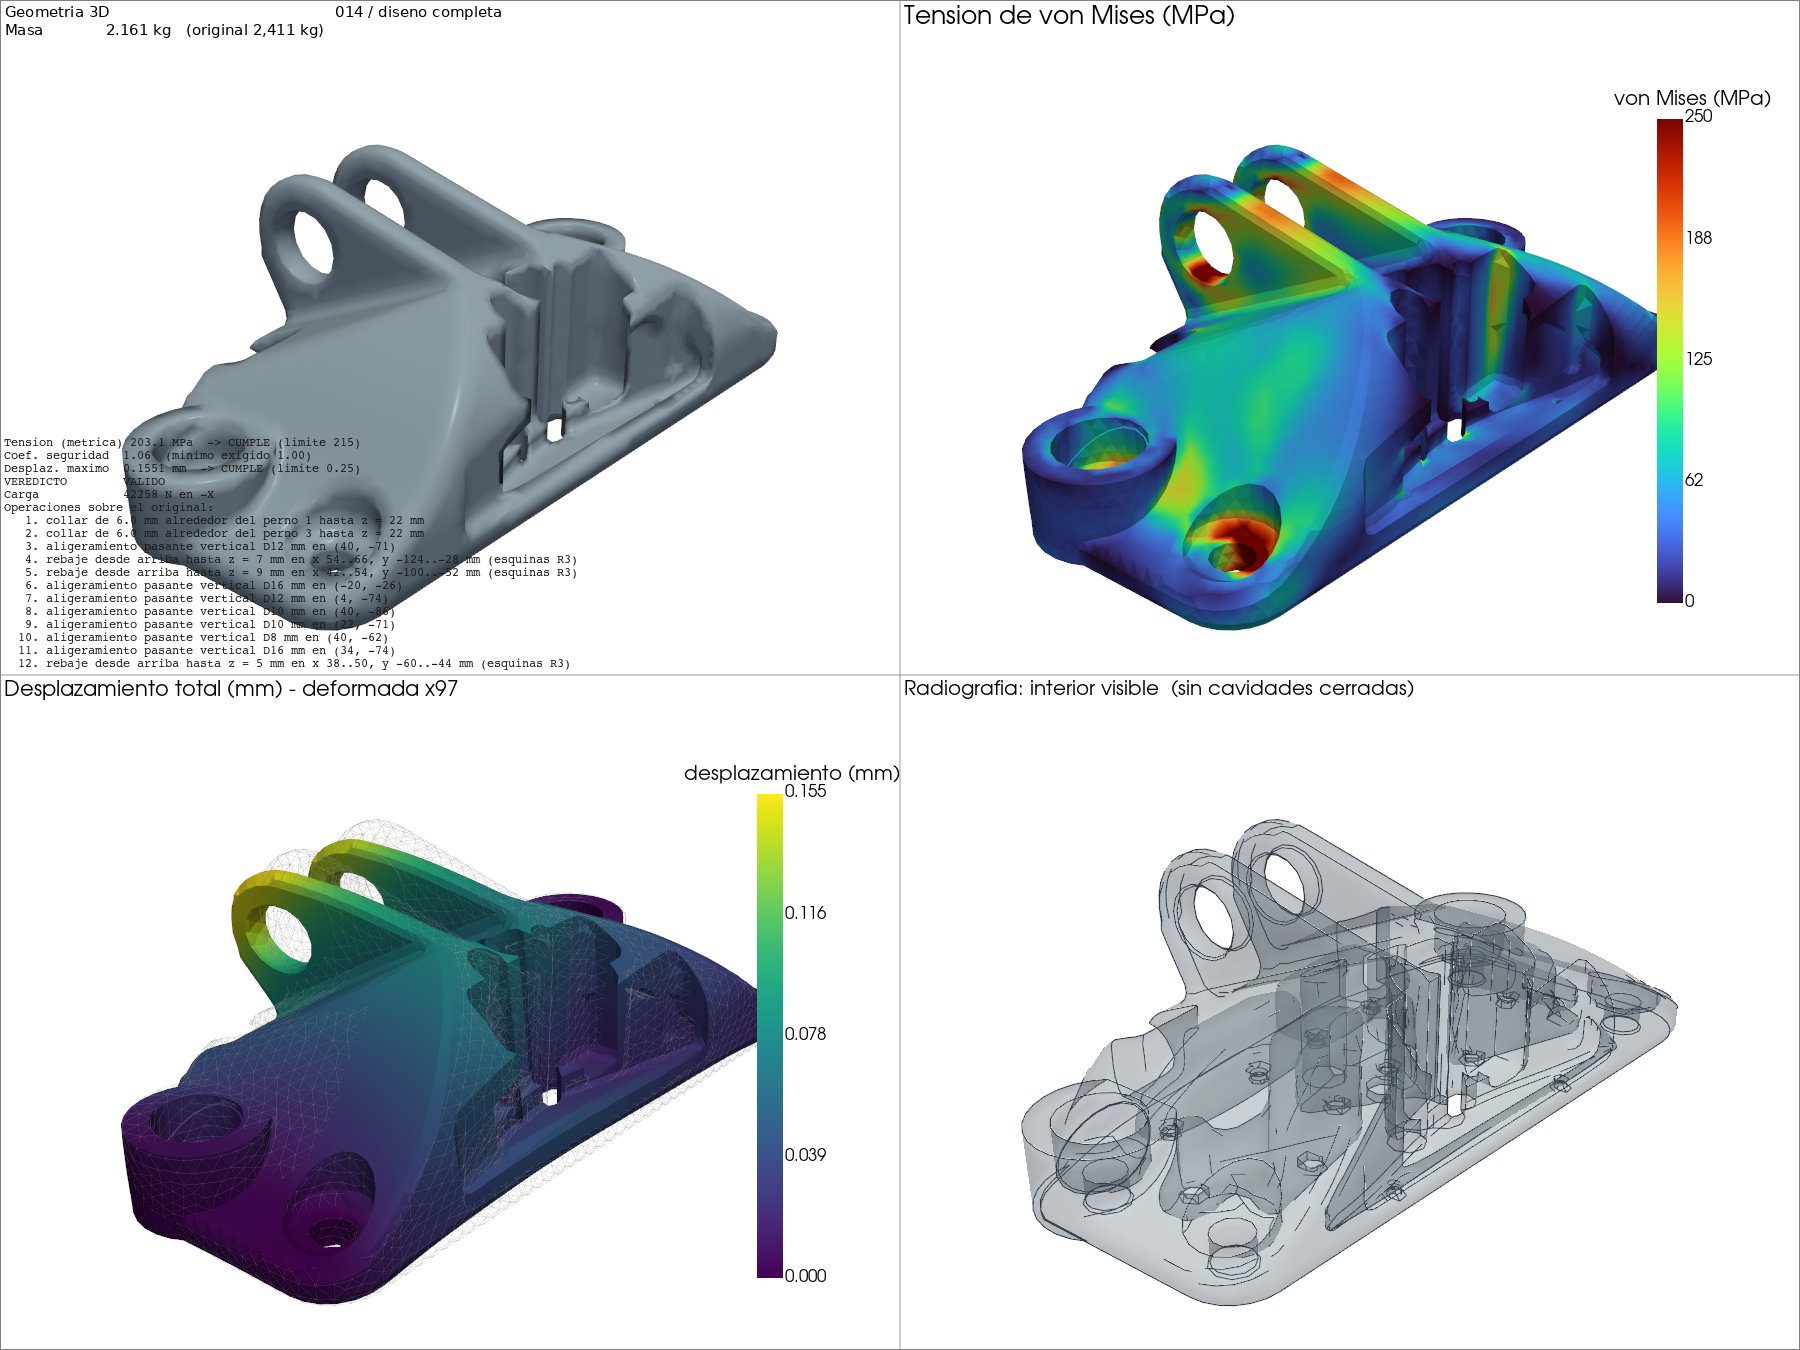 Geometria 3D
014 / diseno completa
Masa 2.161 kg (original 2,411 kg)
Tension (metrica) 203.1 MPa -> CUMPLE (limite 215)
Coef. seguridad 1.06 (minimo exigido 1.00)
Desplaz. maximo 0.1551 mm -> CUMPLE (limite 0.25)
VEREDICTO VALIDO
Carga 42258 N en -X
Operaciones sobre el original:
1. collar de 6.0 mm alrededor del perno 1 hasta z = 22 mm
2. collar de 6.0 mm alrededor del perno 3 hasta z = 22 mm
3. aligeramiento pasante vertical D12 mm en (40, -71)
4. rebaje desde arriba hasta z = 7 mm en x 54..66, y -124..-28 mm (esquinas R3)
5. rebaje desde arriba hasta z = 9 mm en x 42..54, y -100..-52 mm (esquinas R3)
6. aligeramiento pasante vertical D16 mm en (-20, -26)
7. aligeramiento pasante vertical D12 mm en (4, -74)
8. aligeramiento pasante vertical D10 mm en (40, -86)
9. aligeramiento pasante vertical D10 mm en (22, -71)
10. aligeramiento pasante vertical D8 mm en (40, -62)
11. aligeramiento pasante vertical D16 mm en (34, -74)
12. rebaje desde arriba hasta z = 5 mm en x 38..50, y -60..-44 mm (esquinas R3)
Tension de von Mises (MPa)
von Mises (MPa)
250
188
125
62
0
Desplazamiento total (mm) - deformada x97
desplazamiento (mm)
0.155
0.116
0.078
0.039
0.000
Radiografia: interior visible (sin cavidades cerradas)